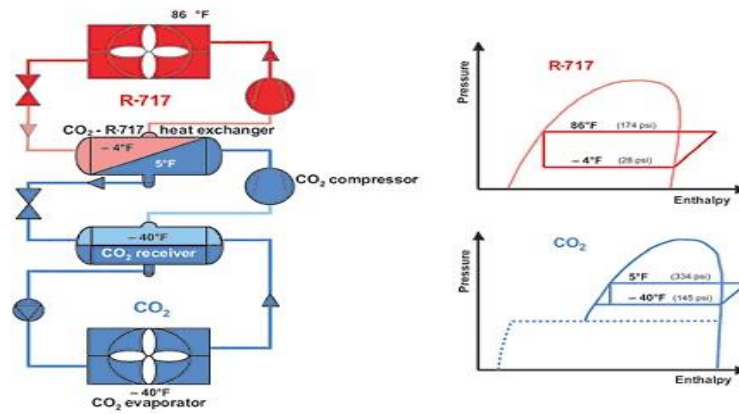 86 °F
R-717
CO2 - R-717 heat exchanger
– 4°F
5°F
CO2 compressor
– 40°F
CO2 receiver
CO2
– 40°F
CO2 evaporator
Pressure
R-717
86°F (174 psi)
– 4°F (28 psi)
Enthalpy
Pressure
CO2
5°F (334 psi)
– 40°F (145 psi)
Enthalpy